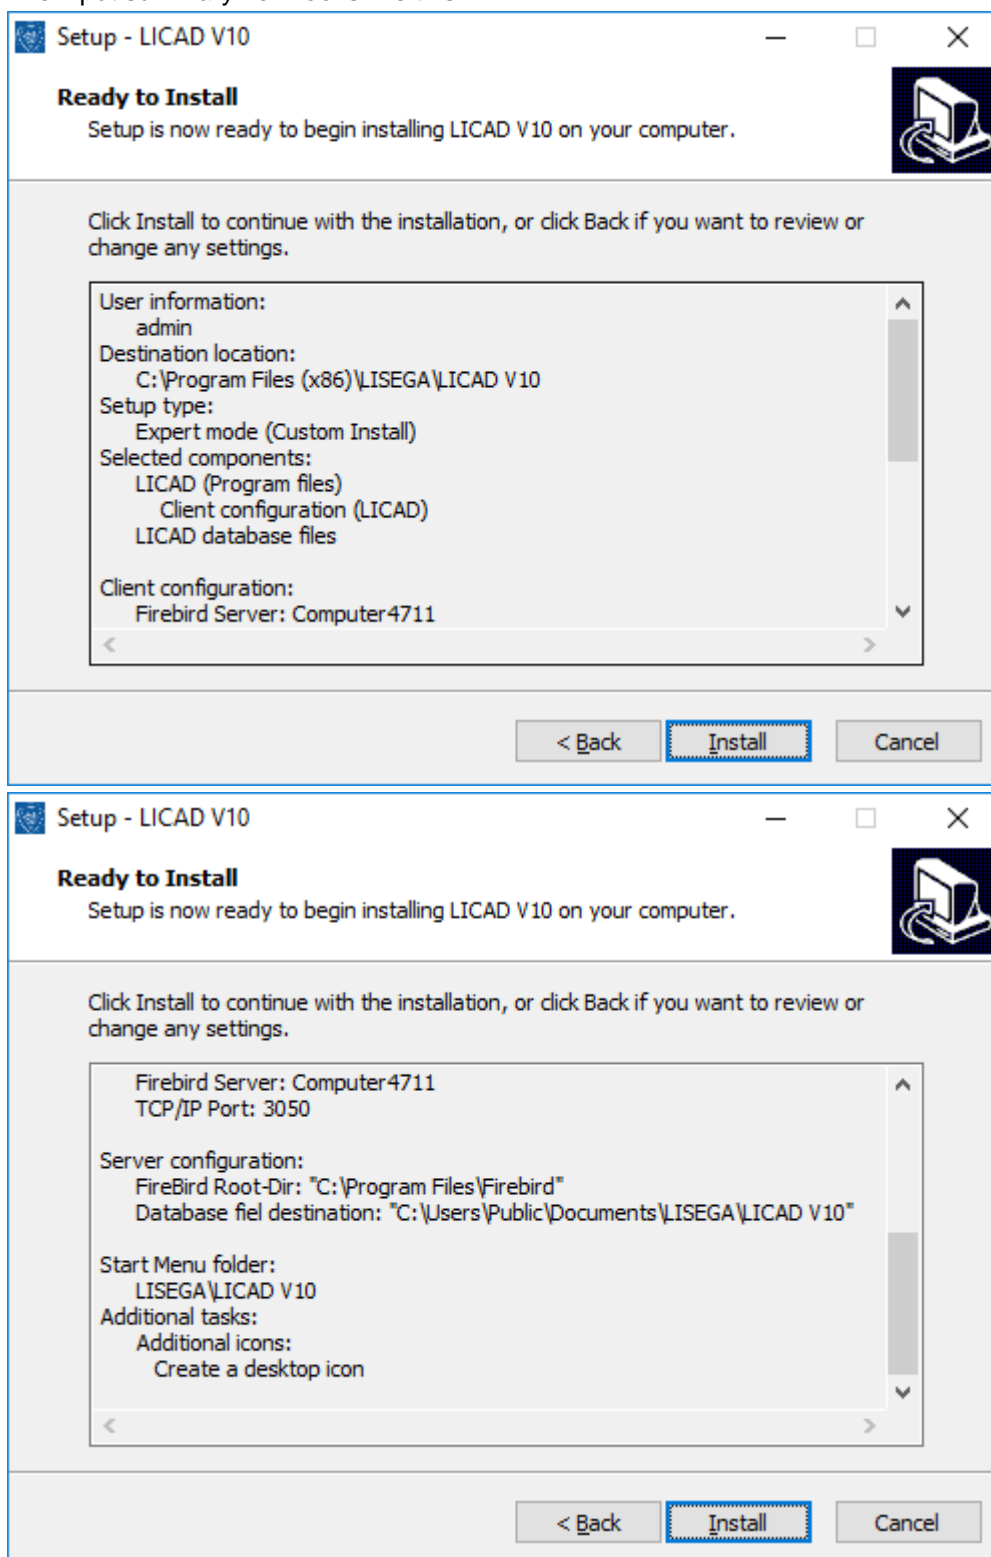 Setup - LICAD V10
Ready to Install
Setup is now ready to begin installing LICAD V10 on your computer.
Click Install to continue with the installation, or click Back if you want to review or
change any settings.
User information:
admin
Destination location:
C:\Program Files (x86)\LISEGA\LICAD V10
Setup type:
Expert mode (Custom Install)
Selected components:
LICAD (Program files)
Client configuration (LICAD)
LICAD database files
Client configuration:
Firebird Server: Computer4711
< Back
Install
Cancel
Setup - LICAD V10
Ready to Install
Setup is now ready to begin installing LICAD V10 on your computer.
Click Install to continue with the installation, or click Back if you want to review or
change any settings.
Firebird Server: Computer4711
TCP/IP Port: 3050
Server configuration:
FireBird Root-Dir: "C:\Program Files\Firebird"
Database fiel destination: "C:\Users\Public\Documents\LISEGA\LICAD V10"
Start Menu folder:
LISEGA\LICAD V10
Additional tasks:
Additional icons:
Create a desktop icon
< Back
Install
Cancel